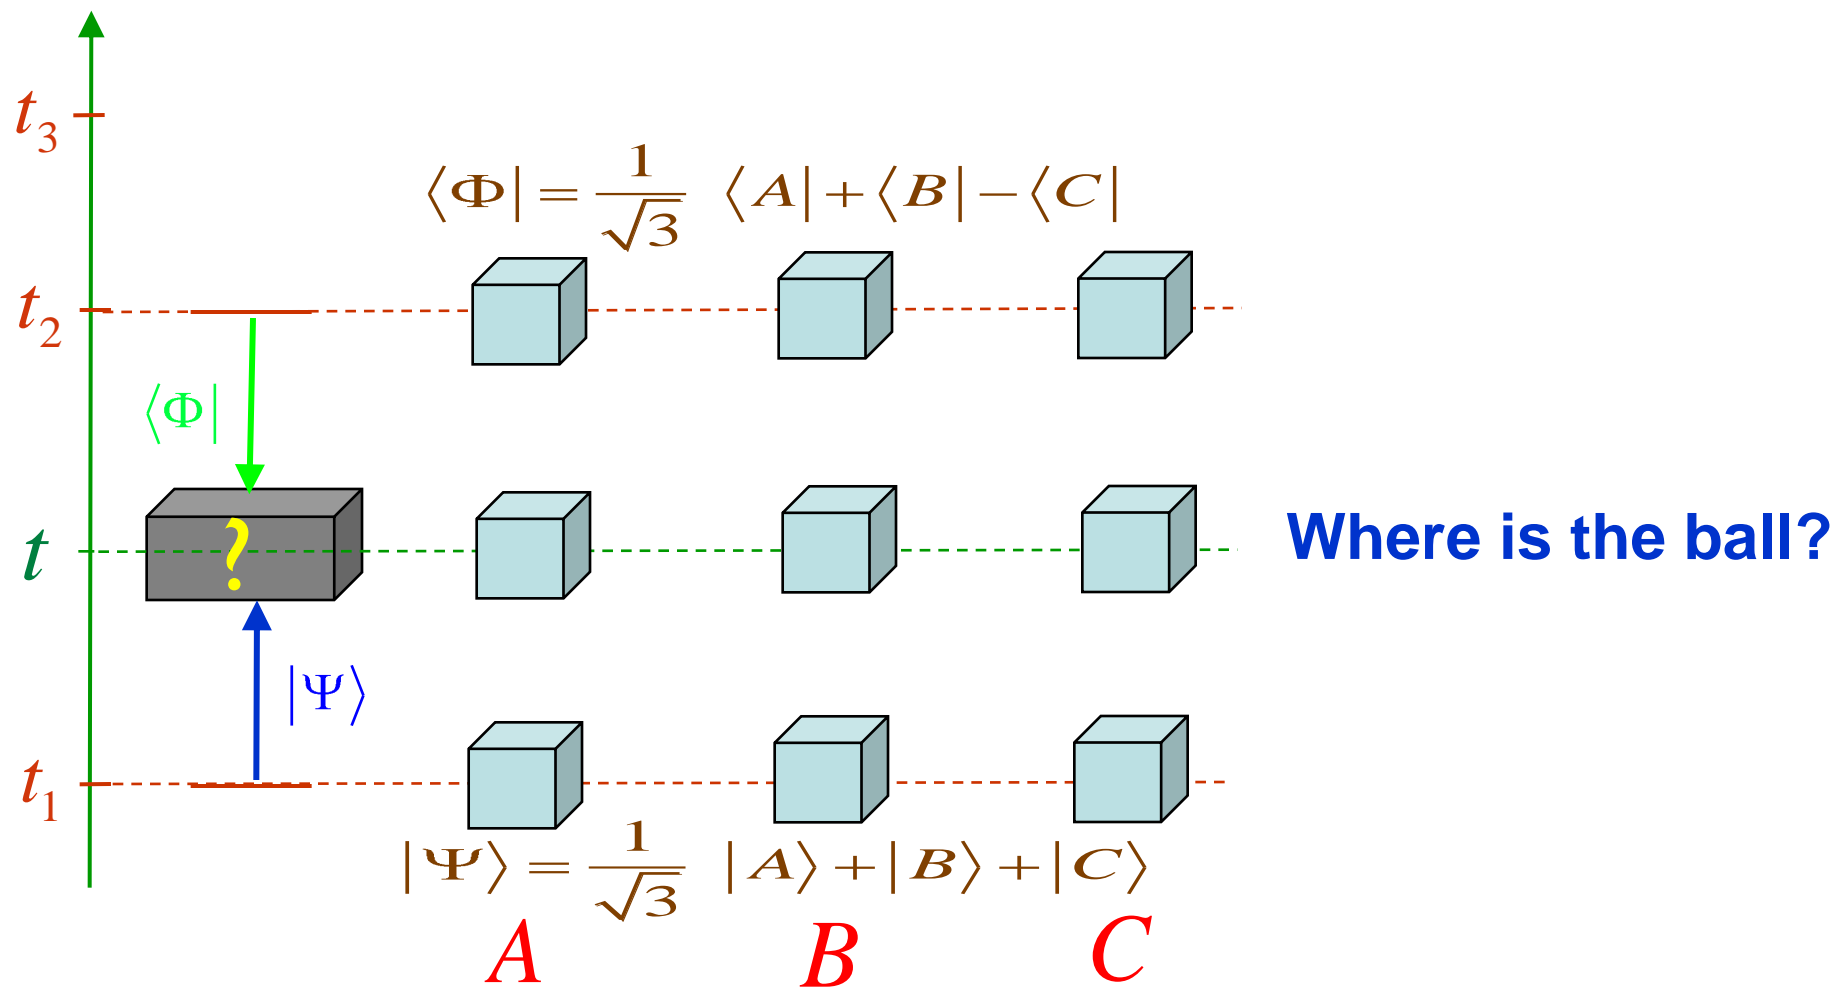 t₃
⟨Φ| = 1/√3 ⟨A| + ⟨B| − ⟨C|
t₂
⟨Φ|
t
?
Where is the ball?
|Ψ⟩
t₁
|Ψ⟩ = 1/√3 |A⟩ + |B⟩ + |C⟩
A B C